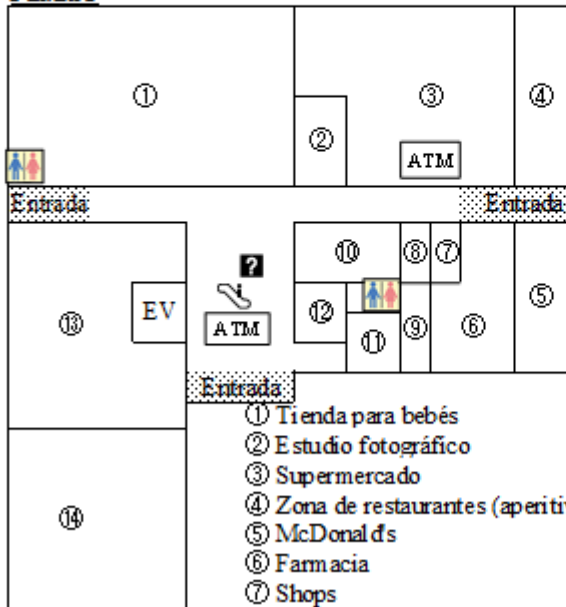 ①
③
④
②
ATM
Entrada
Entrada
⑩
⑧
⑦
?
⑤
EV
⑫
⑬
ATM
⑨
⑥
⑪
Entrada
① Tienda para bebés
② Estudio fotográfico
③ Supermercado
⑭
④ Zona de restaurantes (aperiti
⑤ McDonald's
⑥ Farmacia
⑦ Shops